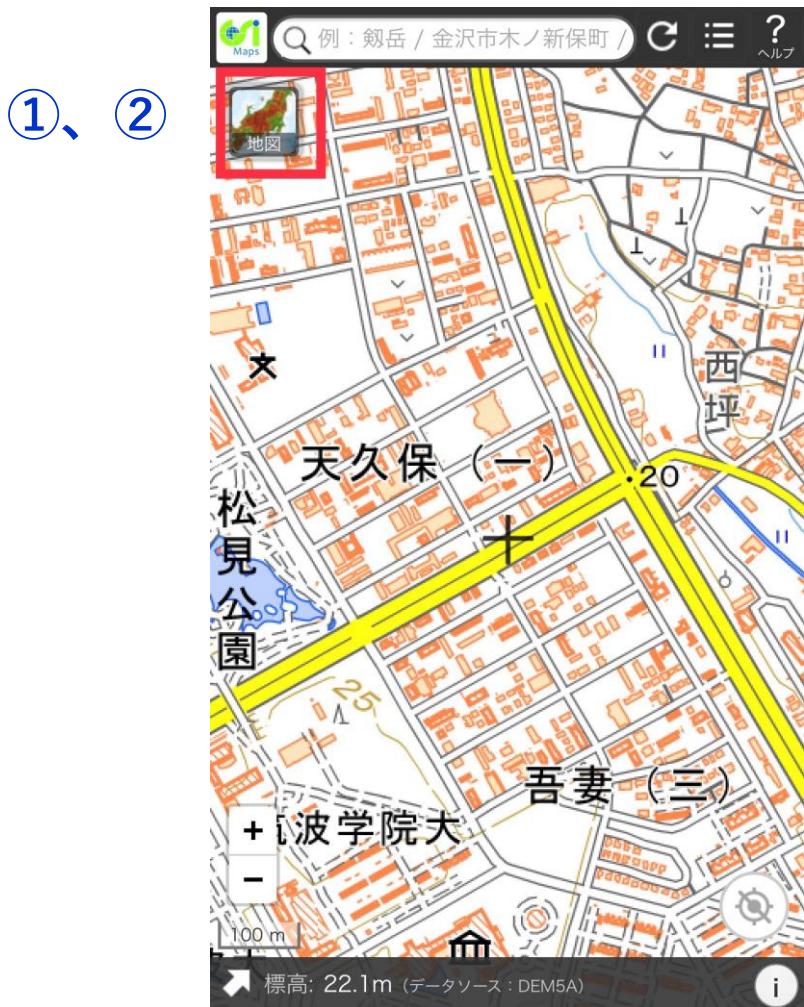 ①、②
GSI Maps
例：剱岳 / 金沢市木ノ新保町 /
?
ヘルプ
地図
西坪
天久保（一）
・20
松見公園
25
吾妻（三）
波学院大
+
−
100 m
標高: 22.1m（データソース：DEM5A）
i